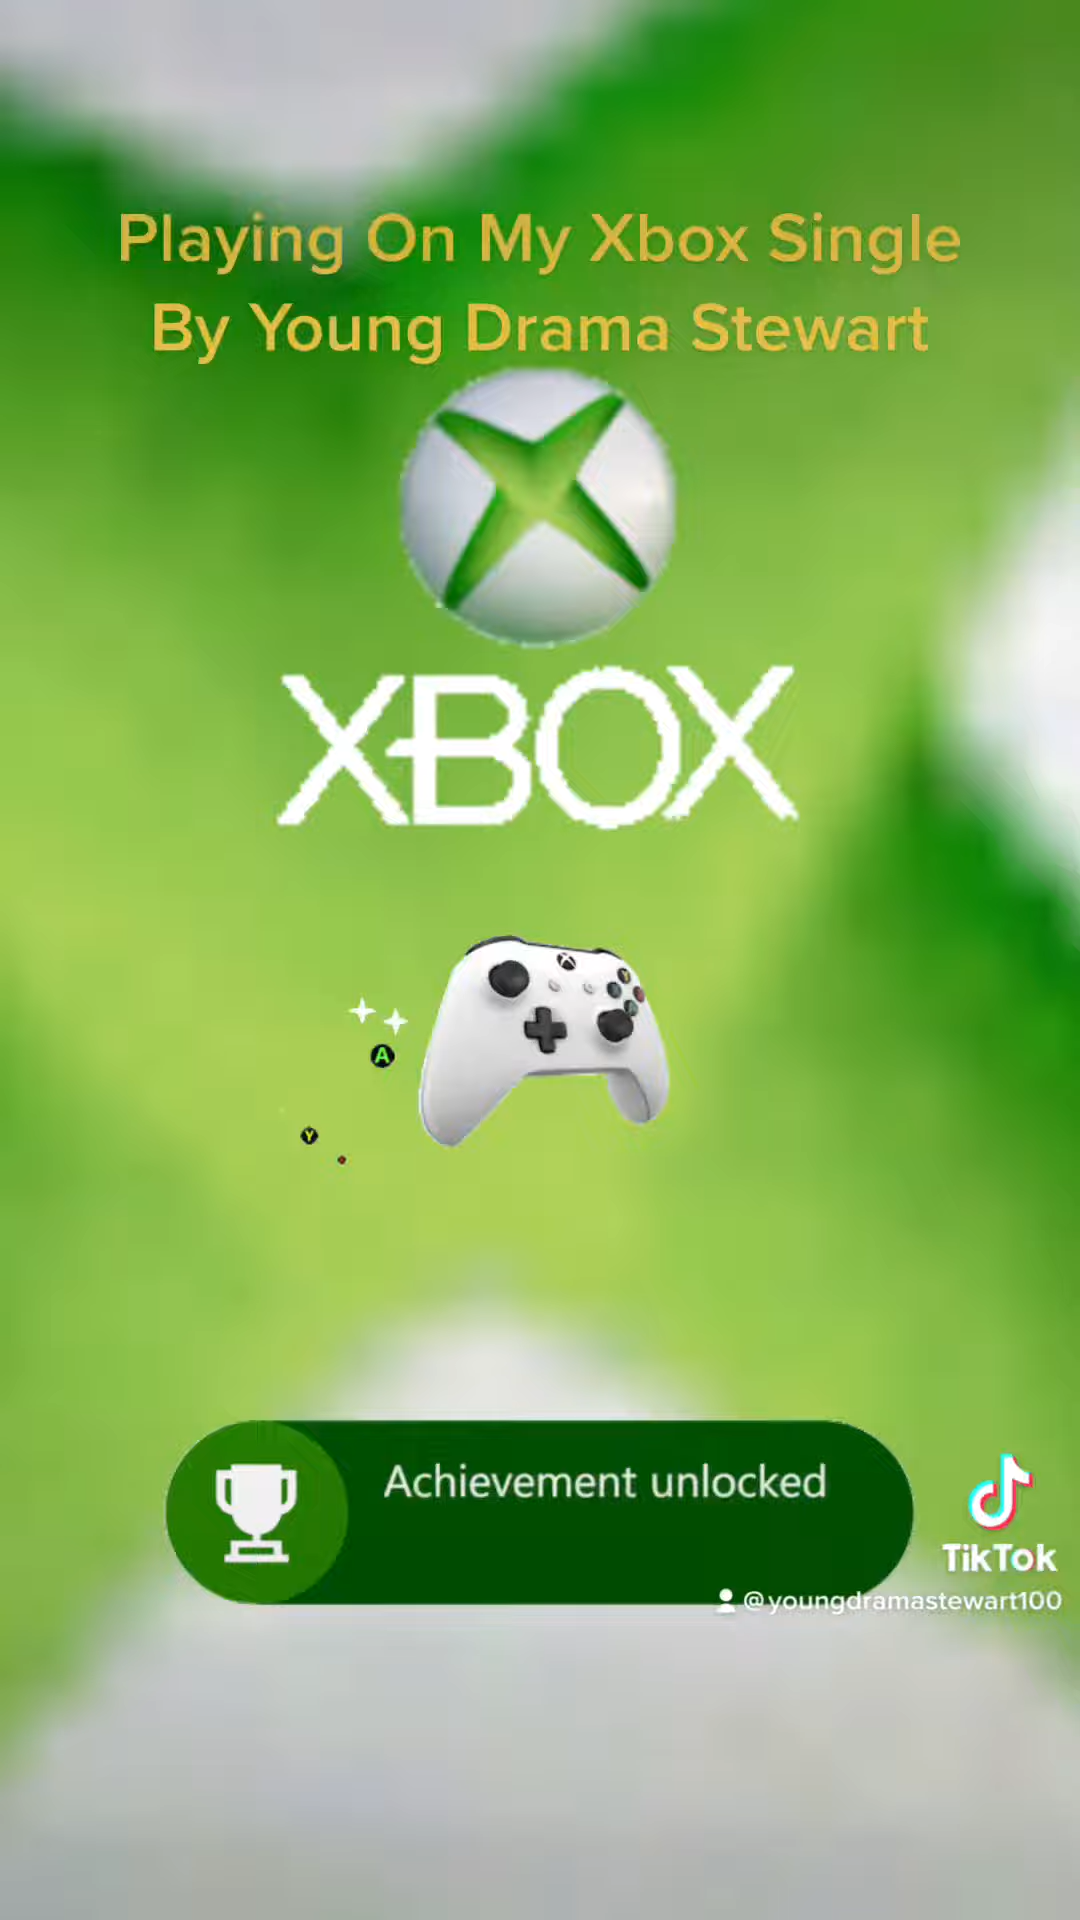 Playing On My Xbox Single
By Young Drama Stewart
XBOX
A
Y
Achievement unlocked
TikTok
@youngdramastewart100